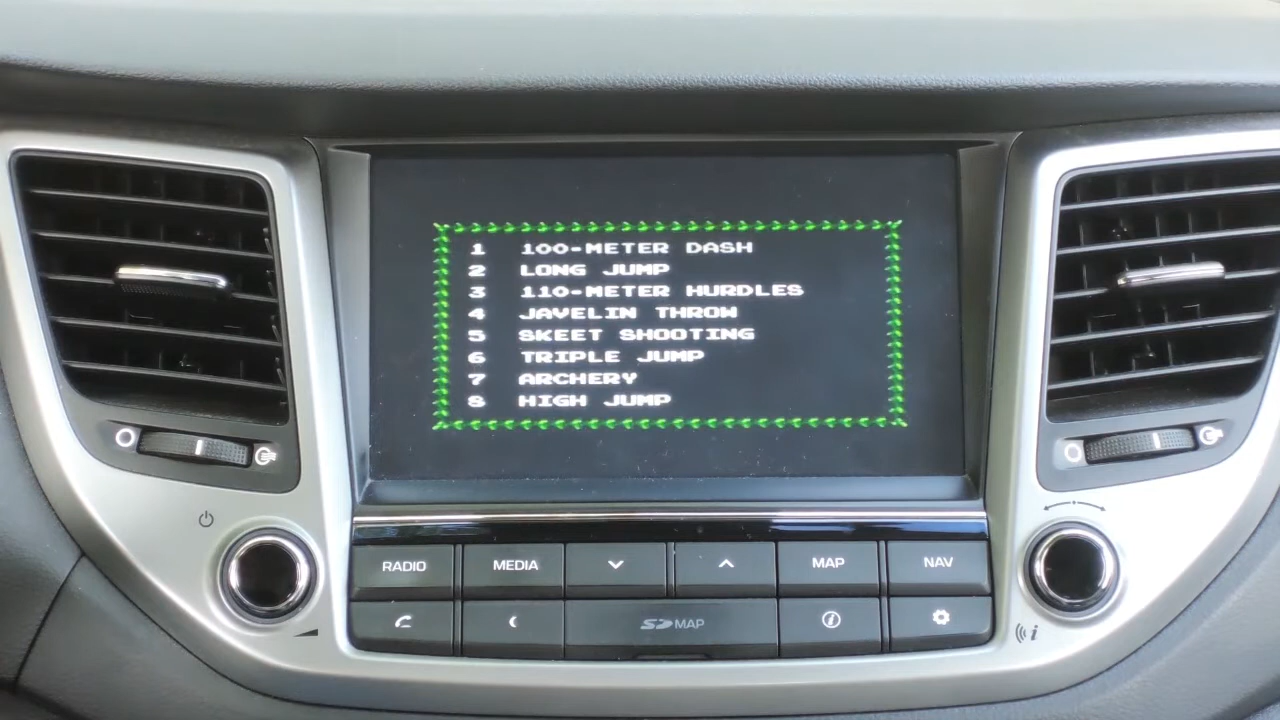 1 100-METER DASH
2 LONG JUMP
3 110-METER HURDLES
4 JAVELIN THROW
5 SKEET SHOOTING
6 TRIPLE JUMP
7 ARCHERY
8 HIGH JUMP
RADIO MEDIA MAP NAV
SD MAP